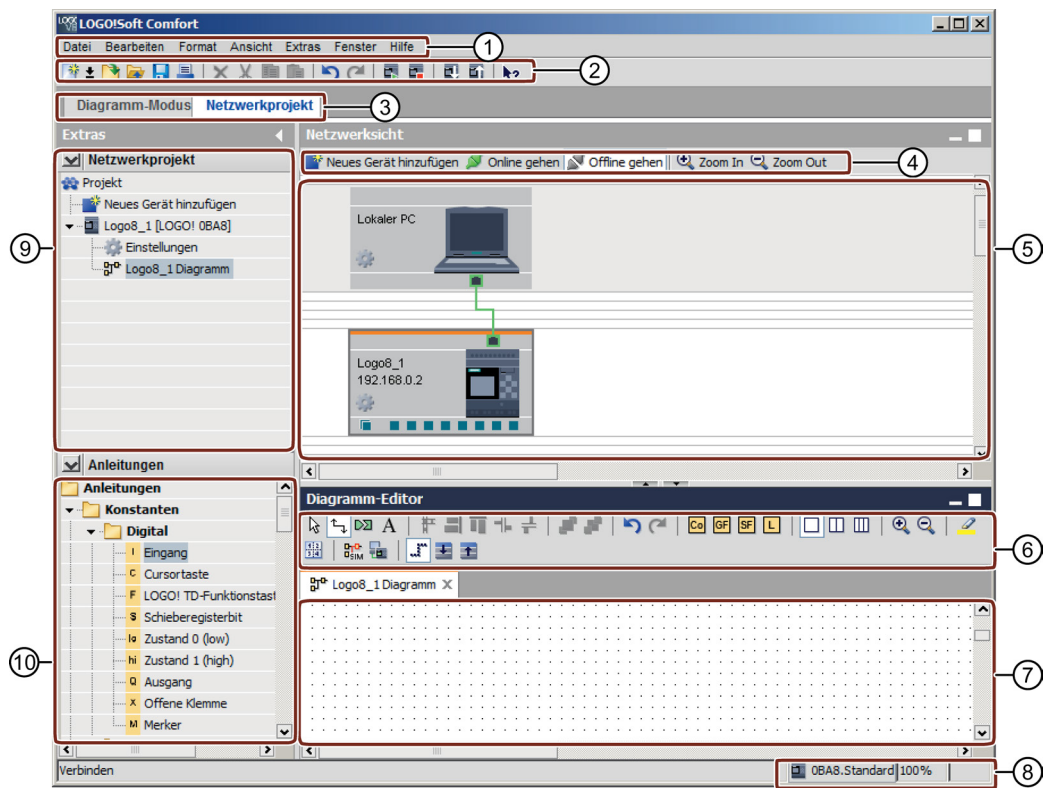 LOGO!Soft Comfort
Datei Bearbeiten Format Ansicht Extras Fenster Hilfe
1
2
Diagramm-Modus Netzwerkprojekt
3
Extras
Netzwerksicht
Netzwerkprojekt
Neues Gerät hinzufügen Online gehen Offline gehen Zoom In Zoom Out
4
Projekt
Neues Gerät hinzufügen
Logo8_1 [LOGO! 0BA8]
Einstellungen
Logo8_1 Diagramm
9
Lokaler PC
5
Logo8_1
192.168.0.2
Anleitungen
Anleitungen
Konstanten
Digital
I Eingang
C Cursortaste
F LOGO! TD-Funktionstast
S Schieberegisterbit
lo Zustand 0 (low)
hi Zustand 1 (high)
Q Ausgang
X Offene Klemme
M Merker
10
Diagramm-Editor
A Co GF SF L
SIM
6
Logo8_1 Diagramm X
7
Verbinden
0BA8.Standard 100%
8